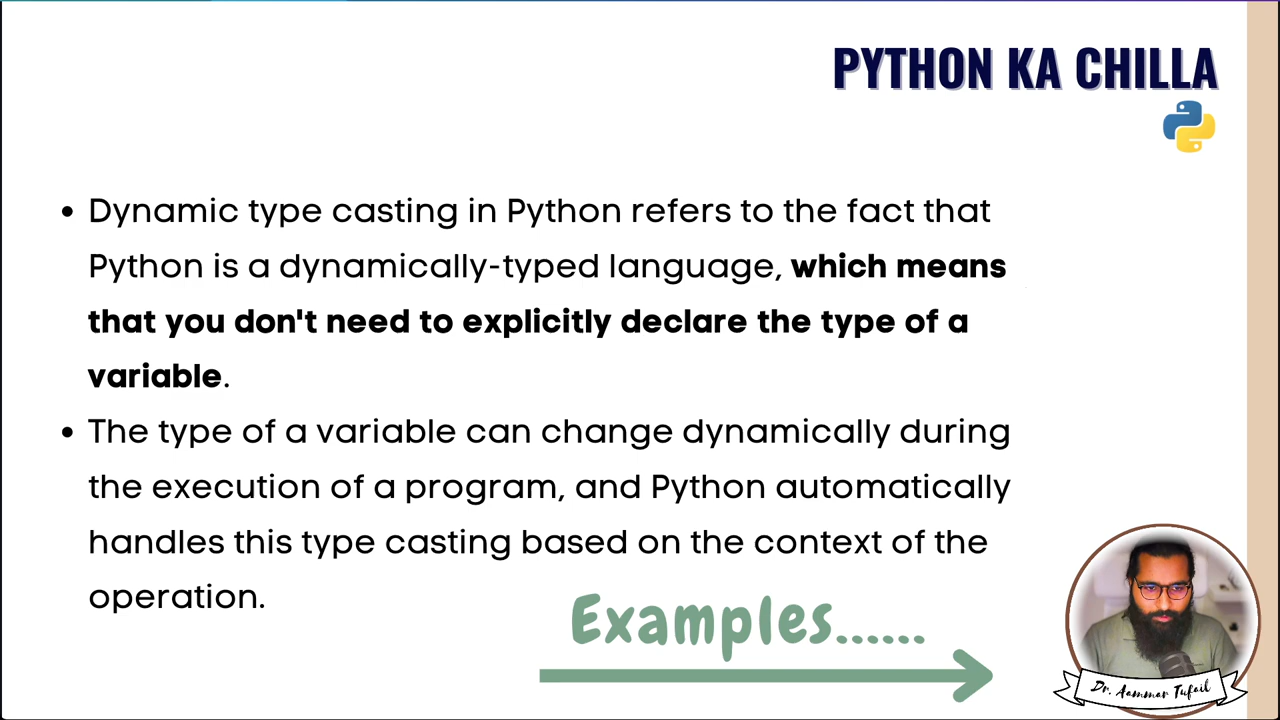 PYTHON KA CHILLA
• Dynamic type casting in Python refers to the fact that
Python is a dynamically-typed language, which means
that you don't need to explicitly declare the type of a
variable.
• The type of a variable can change dynamically during
the execution of a program, and Python automatically
handles this type casting based on the context of the
operation.
Examples......
Dr. Aammar Tufail